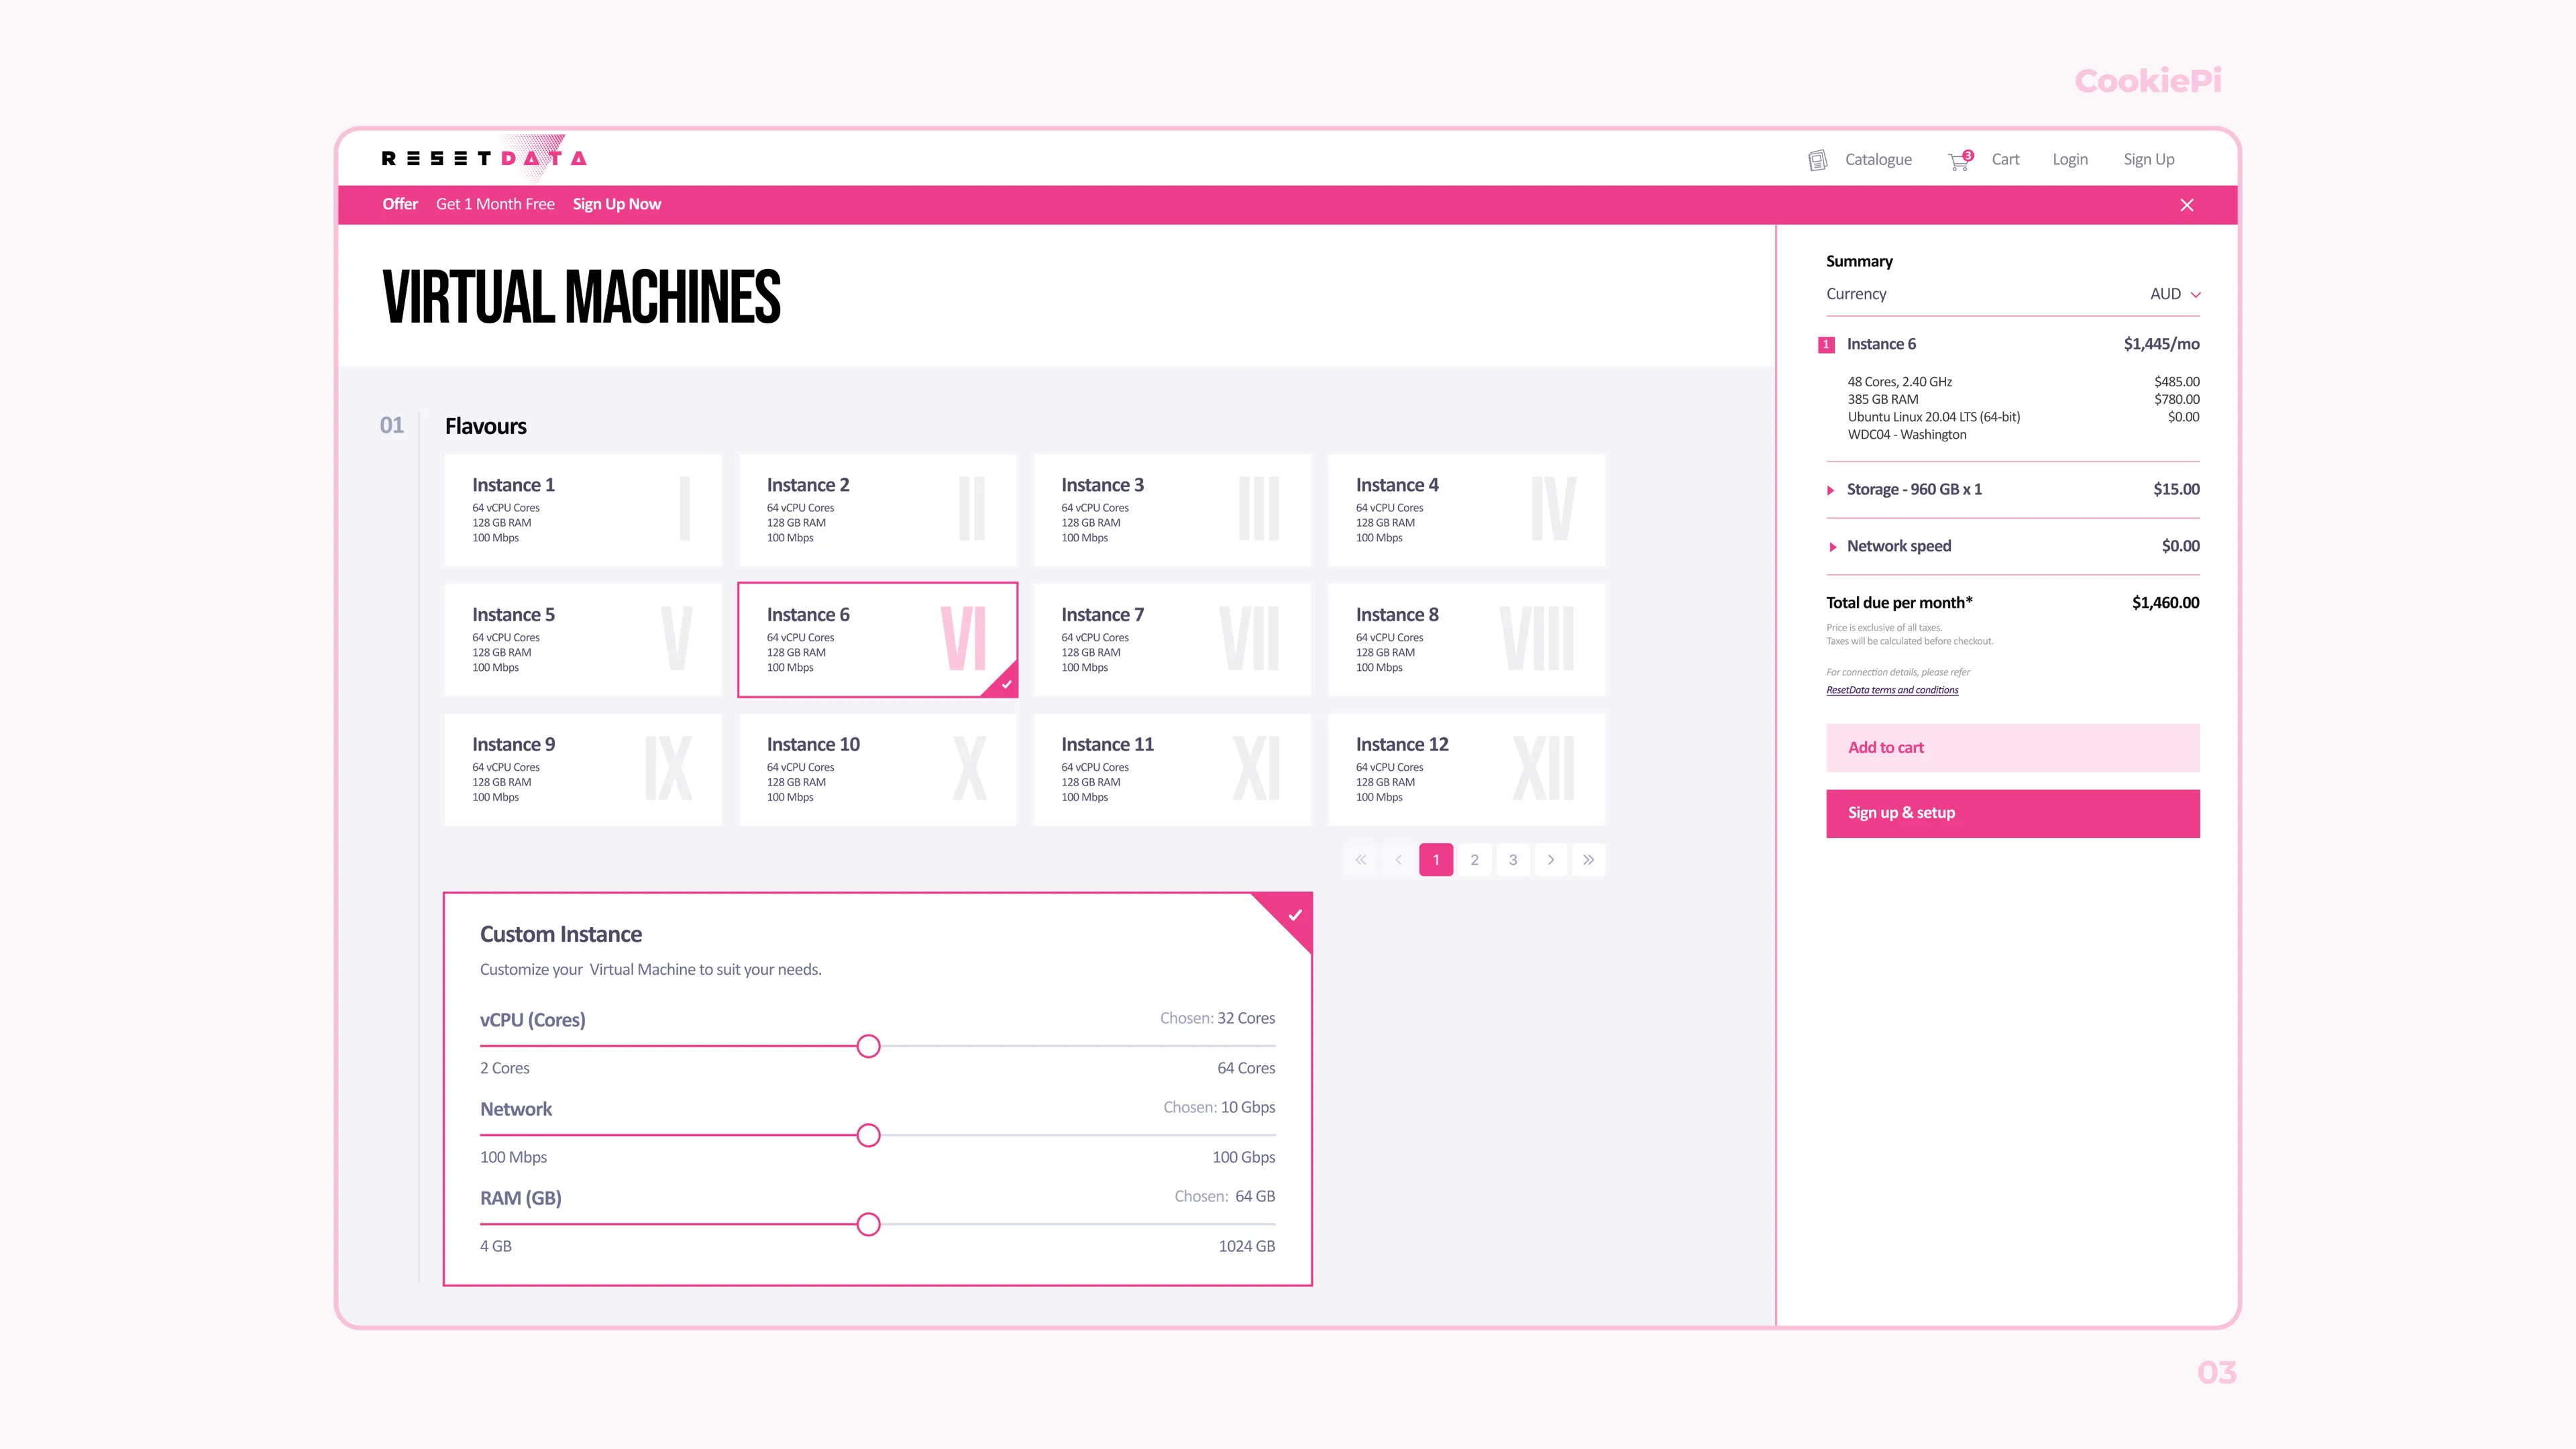 CookiePi
RESETDATA
Catalogue
3
Cart
Login
Sign Up
Offer Get 1 Month Free Sign Up Now
VIRTUAL MACHINES
01
Flavours
Instance 1
64 vCPU Cores
128 GB RAM
100 Mbps
I
Instance 2
64 vCPU Cores
128 GB RAM
100 Mbps
II
Instance 3
64 vCPU Cores
128 GB RAM
100 Mbps
III
Instance 4
64 vCPU Cores
128 GB RAM
100 Mbps
IV
Instance 5
64 vCPU Cores
128 GB RAM
100 Mbps
V
Instance 6
64 vCPU Cores
128 GB RAM
100 Mbps
VI
Instance 7
64 vCPU Cores
128 GB RAM
100 Mbps
VII
Instance 8
64 vCPU Cores
128 GB RAM
100 Mbps
VIII
Instance 9
64 vCPU Cores
128 GB RAM
100 Mbps
IX
Instance 10
64 vCPU Cores
128 GB RAM
100 Mbps
X
Instance 11
64 vCPU Cores
128 GB RAM
100 Mbps
XI
Instance 12
64 vCPU Cores
128 GB RAM
100 Mbps
XII
1 2 3
Custom Instance
Customize your Virtual Machine to suit your needs.
vCPU (Cores) Chosen: 32 Cores
2 Cores 64 Cores
Network Chosen: 10 Gbps
100 Mbps 100 Gbps
RAM (GB) Chosen: 64 GB
4 GB 1024 GB
Summary
Currency AUD
1 Instance 6 $1,445/mo
48 Cores, 2.40 GHz $485.00
385 GB RAM $780.00
Ubuntu Linux 20.04 LTS (64-bit) $0.00
WDC04 - Washington
Storage - 960 GB x 1 $15.00
Network speed $0.00
Total due per month* $1,460.00
Price is exclusive of all taxes.
Taxes will be calculated before checkout.
For connection details, please refer
ResetData terms and conditions
Add to cart
Sign up & setup
03